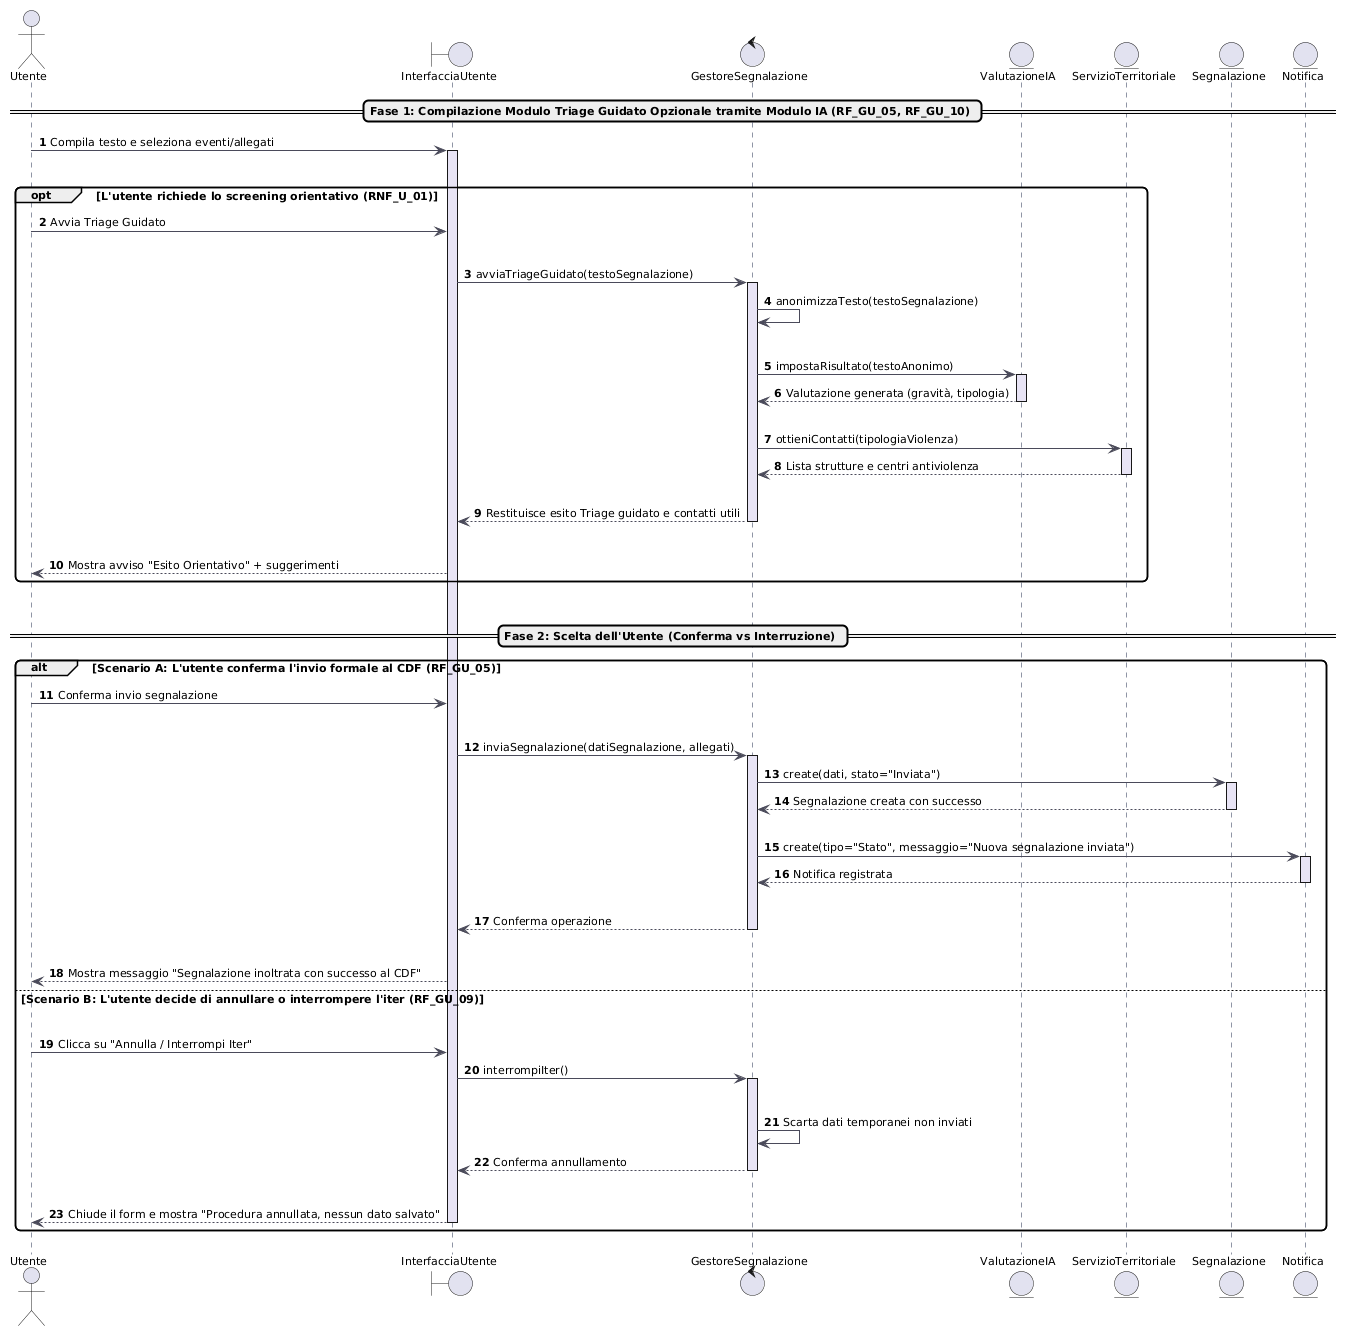 Utente
InterfacciaUtente
GestoreSegnalazione
ValutazioneIA
ServizioTerritoriale
Segnalazione
Notifica
Fase 1: Compilazione Modulo Triage Guidato Opzionale tramite Modulo IA (RF_GU_05, RF_GU_10)
1 Compila testo e seleziona eventi/allegati
opt [L'utente richiede lo screening orientativo (RNF_U_01)]
2 Avvia Triage Guidato
3 avviaTriageGuidato(testoSegnalazione)
4 anonimizzaTesto(testoSegnalazione)
5 impostaRisultato(testoAnonimo)
6 Valutazione generata (gravità, tipologia)
7 ottieniContatti(tipologiaViolenza)
8 Lista strutture e centri antiviolenza
9 Restituisce esito Triage guidato e contatti utili
10 Mostra avviso "Esito Orientativo" + suggerimenti
Fase 2: Scelta dell'Utente (Conferma vs Interruzione)
alt [Scenario A: L'utente conferma l'invio formale al CDF (RF_GU_05)]
11 Conferma invio segnalazione
12 inviaSegnalazione(datiSegnalazione, allegati)
13 create(dati, stato="Inviata")
14 Segnalazione creata con successo
15 create(tipo="Stato", messaggio="Nuova segnalazione inviata")
16 Notifica registrata
17 Conferma operazione
18 Mostra messaggio "Segnalazione inoltrata con successo al CDF"
[Scenario B: L'utente decide di annullare o interrompere l'iter (RF_GU_09)]
19 Clicca su "Annulla / Interrompi Iter"
20 interrompiIter()
21 Scarta dati temporanei non inviati
22 Conferma annullamento
23 Chiude il form e mostra "Procedura annullata, nessun dato salvato"
Utente
InterfacciaUtente
GestoreSegnalazione
ValutazioneIA
ServizioTerritoriale
Segnalazione
Notifica